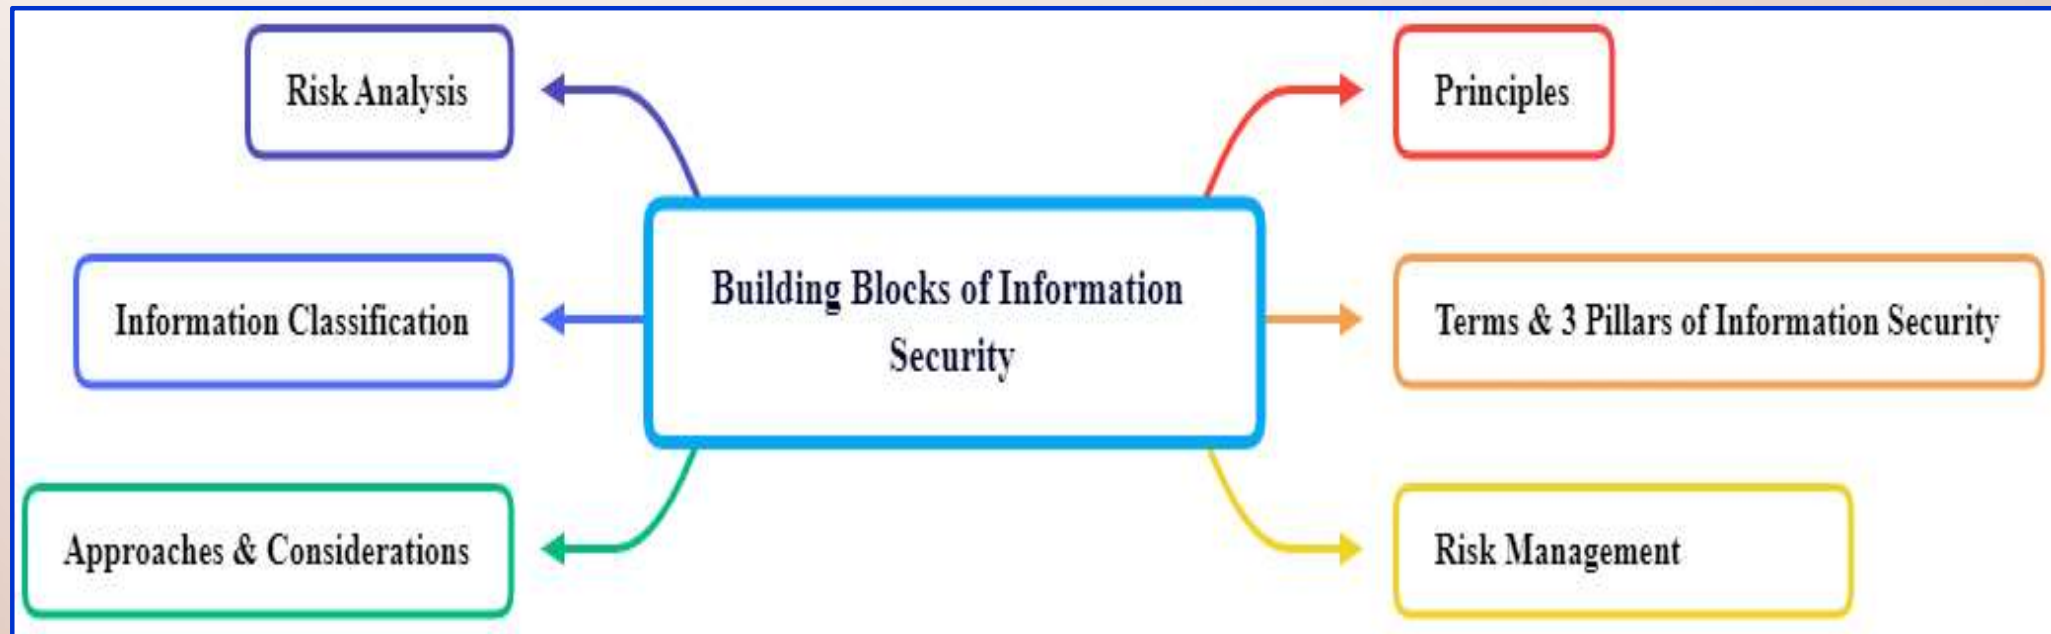 Risk Analysis
Principles
Building Blocks of Information
Security
Information Classification
Terms & 3 Pillars of Information Security
Approaches & Considerations
Risk Management